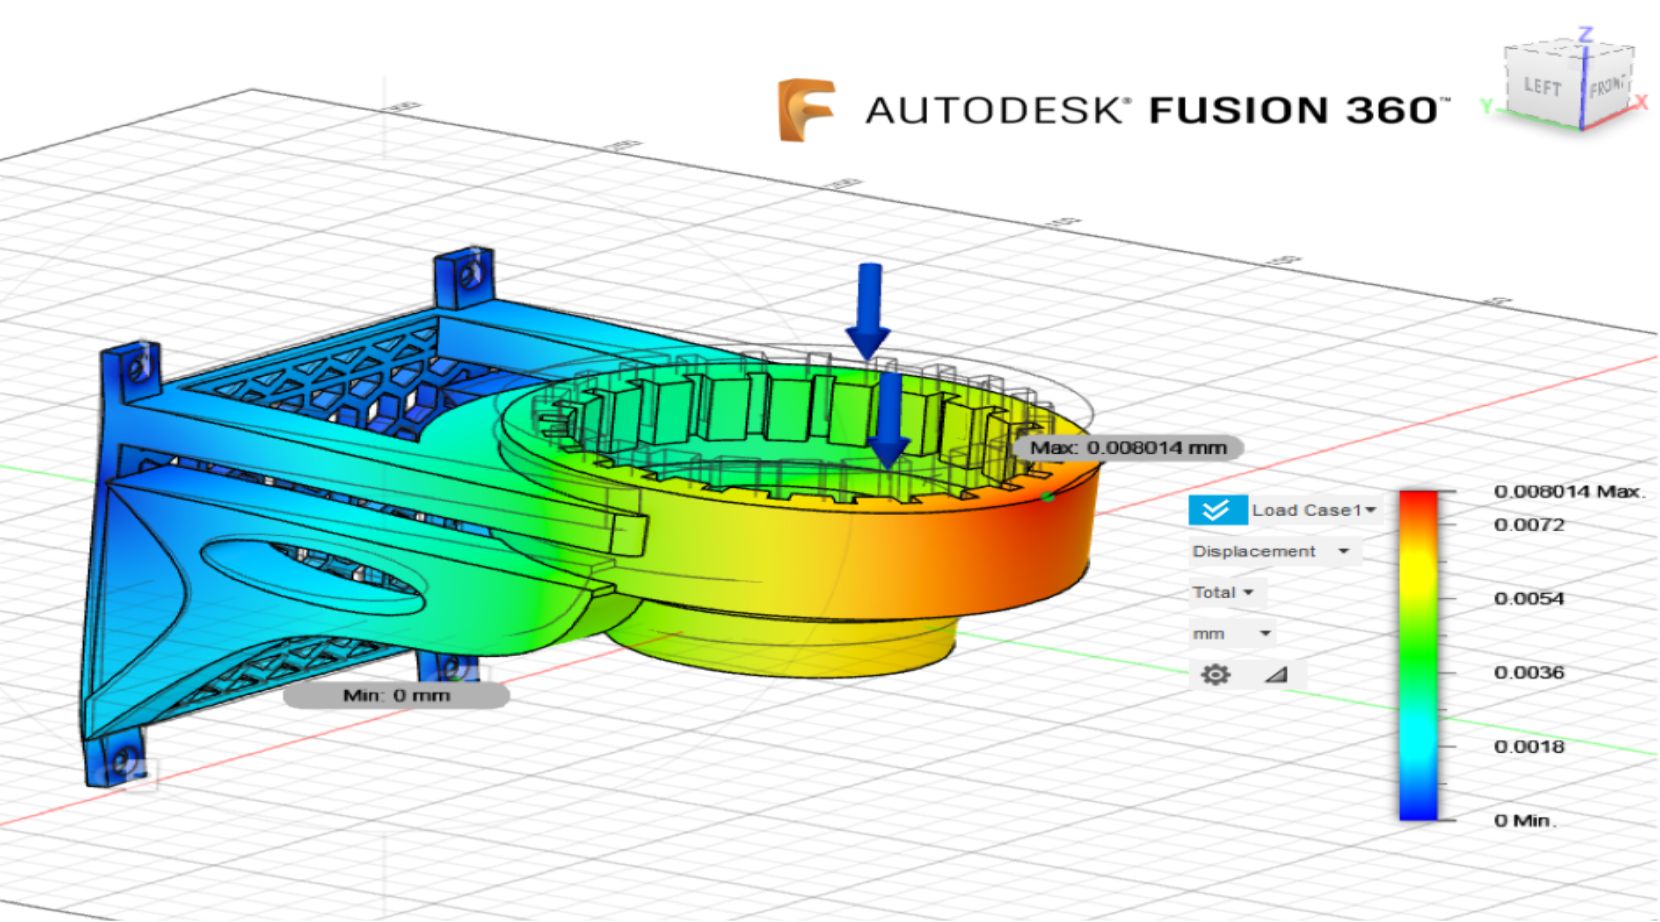 Z
LEFT
FRONT
Y
X
AUTODESK® FUSION 360™
Max: 0.008014 mm
Load Case1
Displacement
Total
mm
0.008014 Max.
0.0072
0.0054
0.0036
0.0018
0 Min.
Min: 0 mm